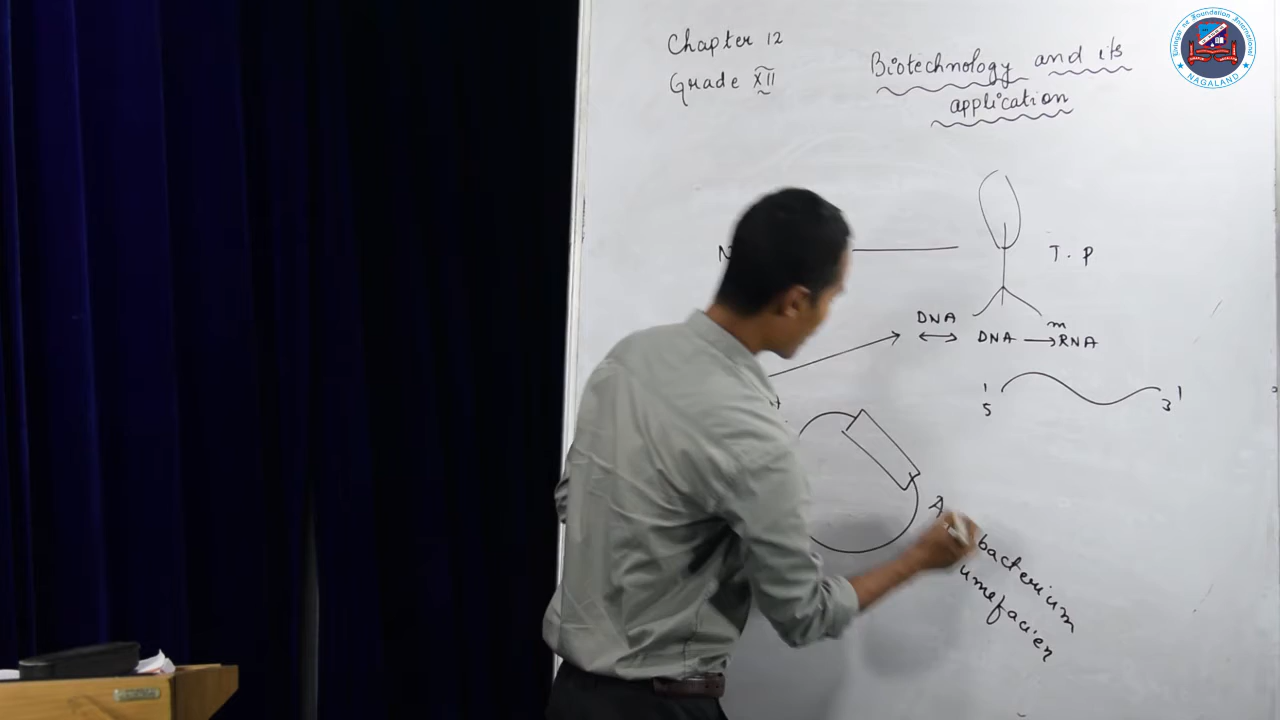 Chapter 12
Grade XII
Biotechnology and its
application
N
T. P
DNA
DNA → mRNA
5' 3'
A bacterium
umefacien
NAGALAND